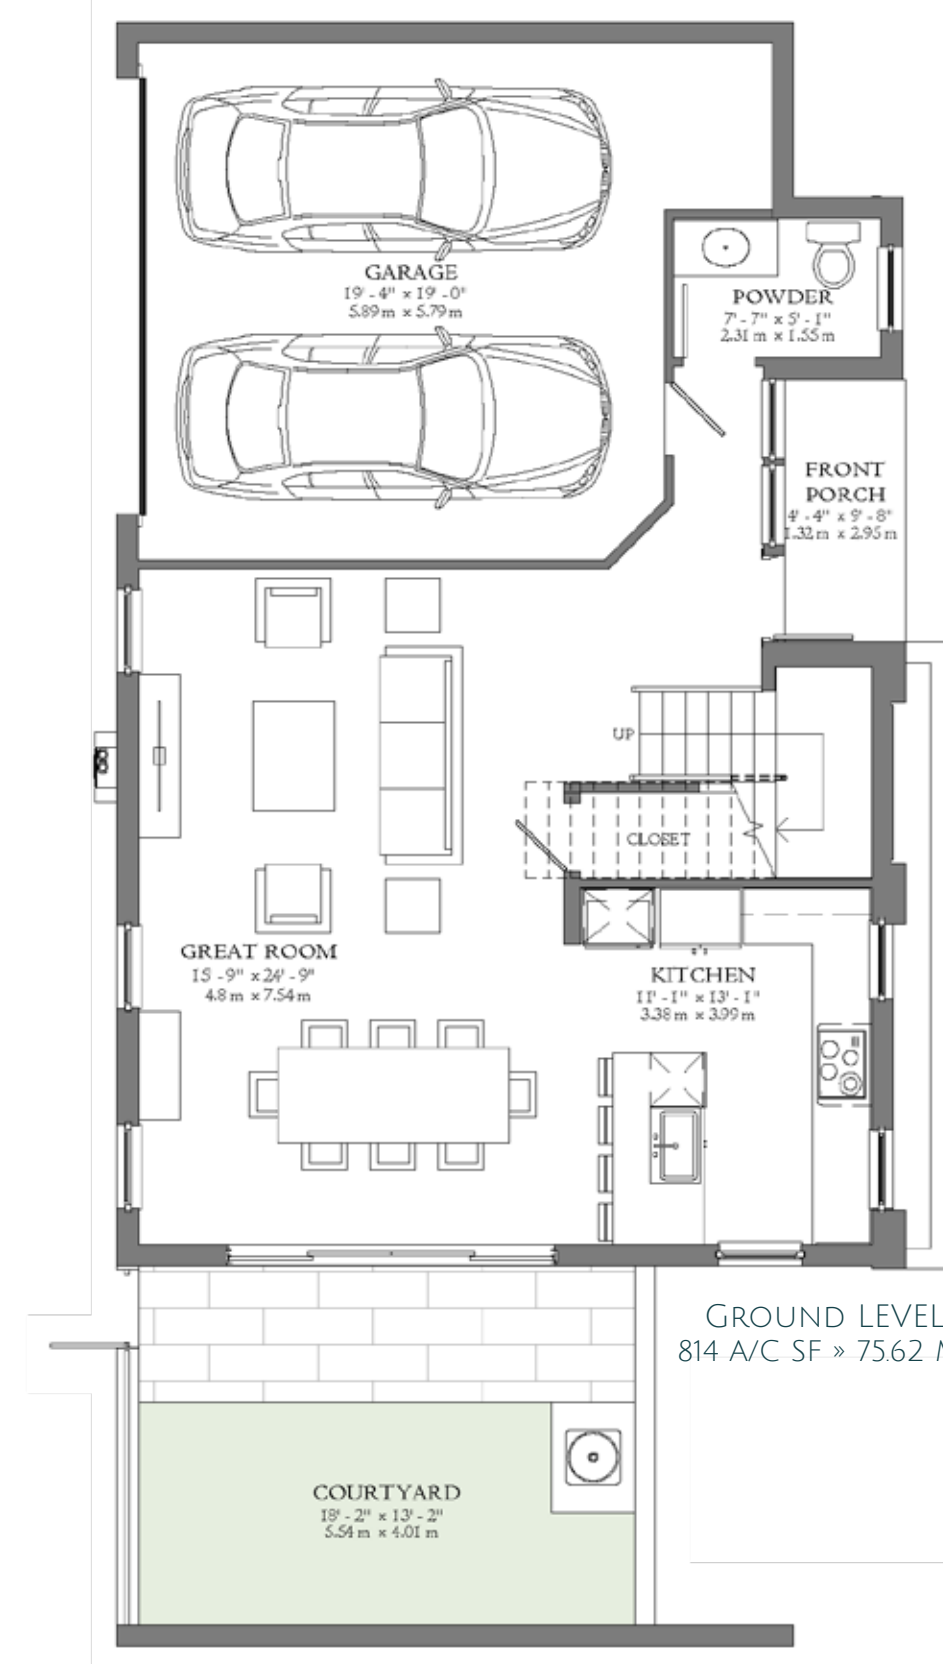 GARAGE
19' - 4" x 19' - 0"
5.89 m x 5.79 m
POWDER
7' - 7" x 5' - 1"
2.31 m x 1.55 m
FRONT
PORCH
4' - 4" x 9' - 8"
1.32 m x 2.95 m
UP
CLOSET
GREAT ROOM
15 - 9" x 24' - 9"
4.8 m x 7.54 m
KITCHEN
11' - 1" x 13' - 1"
3.38 m x 3.99 m
GROUND LEVEL
814 A/C SF » 75.62 M
COURTYARD
18' - 2" x 13' - 2"
5.54 m x 4.01 m